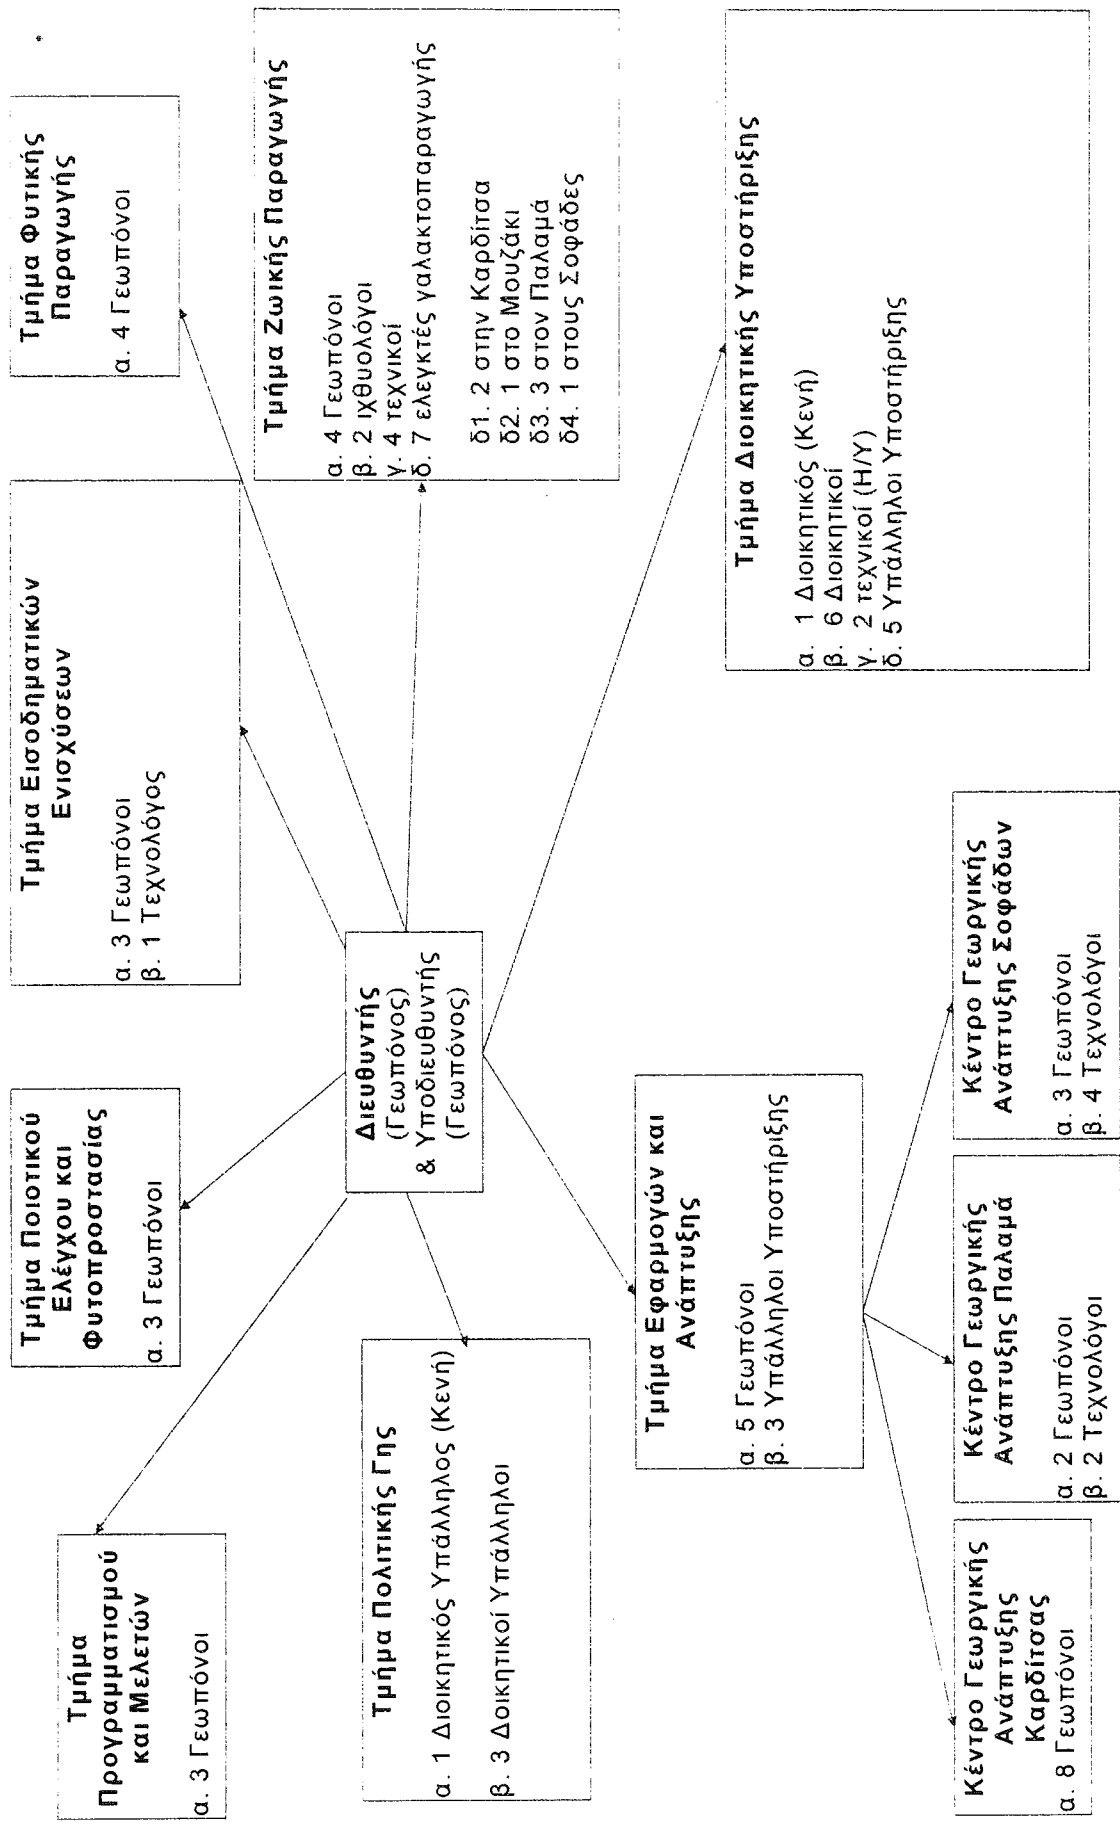 Τμήμα
Προγραμματισμού
και Μελετών
α. 3 Γεωπόνοι
Τμήμα Ποιοτικού
Ελέγχου και
Φυτοπροστασίας
α. 3 Γεωπόνοι
Τμήμα Εισοδηματικών
Ενισχύσεων
α. 3 Γεωπόνοι
β. 1 Τεχνολόγος
Τμήμα Φυτικής
Παραγωγής
α. 4 Γεωπόνοι
Τμήμα Πολιτικής Γης
α. 1 Διοικητικός Υπάλληλος (Κενή)
β. 3 Δοικητικοί Υπάλληλοι
Διευθυντής
(Γεωπόνος)
& Υποδιευθυντής
(Γεωπόνος)
Τμήμα Ζωικής Παραγωγής
α. 4 Γεωπόνοι
β. 2 ιχθυολόγοι
γ. 4 τεχνικοί
δ. 7 ελεγκτές γαλακτοπαραγωγής
δ1. 2 στην Καρδίτσα
δ2. 1 στο Μουζάκι
δ3. 3 στον Παλαμά
δ4. 1 στους Σοφάδες
Τμήμα Εφαρμογών και
Ανάπτυξης
α. 5 Γεωπόνοι
β. 3 Υπάλληλοι Υποστήριξης
Τμήμα Διοικητικής Υποστήριξης
α. 1 Διοικητικός (Κενή)
β. 6 Διοικητικοί
γ. 2 τεχνικοί (Η/Υ)
δ. 5 Υπάλληλοι Υποστήριξης
Κέντρο Γεωργικής
Ανάπτυξης
Καρδίτσας
α. 8 Γεωπόνοι
Κέντρο Γεωργικής
Ανάπτυξης Παλαμά
α. 2 Γεωπόνοι
β. 2 Τεχνολόγοι
Κέντρο Γεωργικής
Ανάπτυξης Σοφάδων
α. 3 Γεωπόνοι
β. 4 Τεχνολόγοι